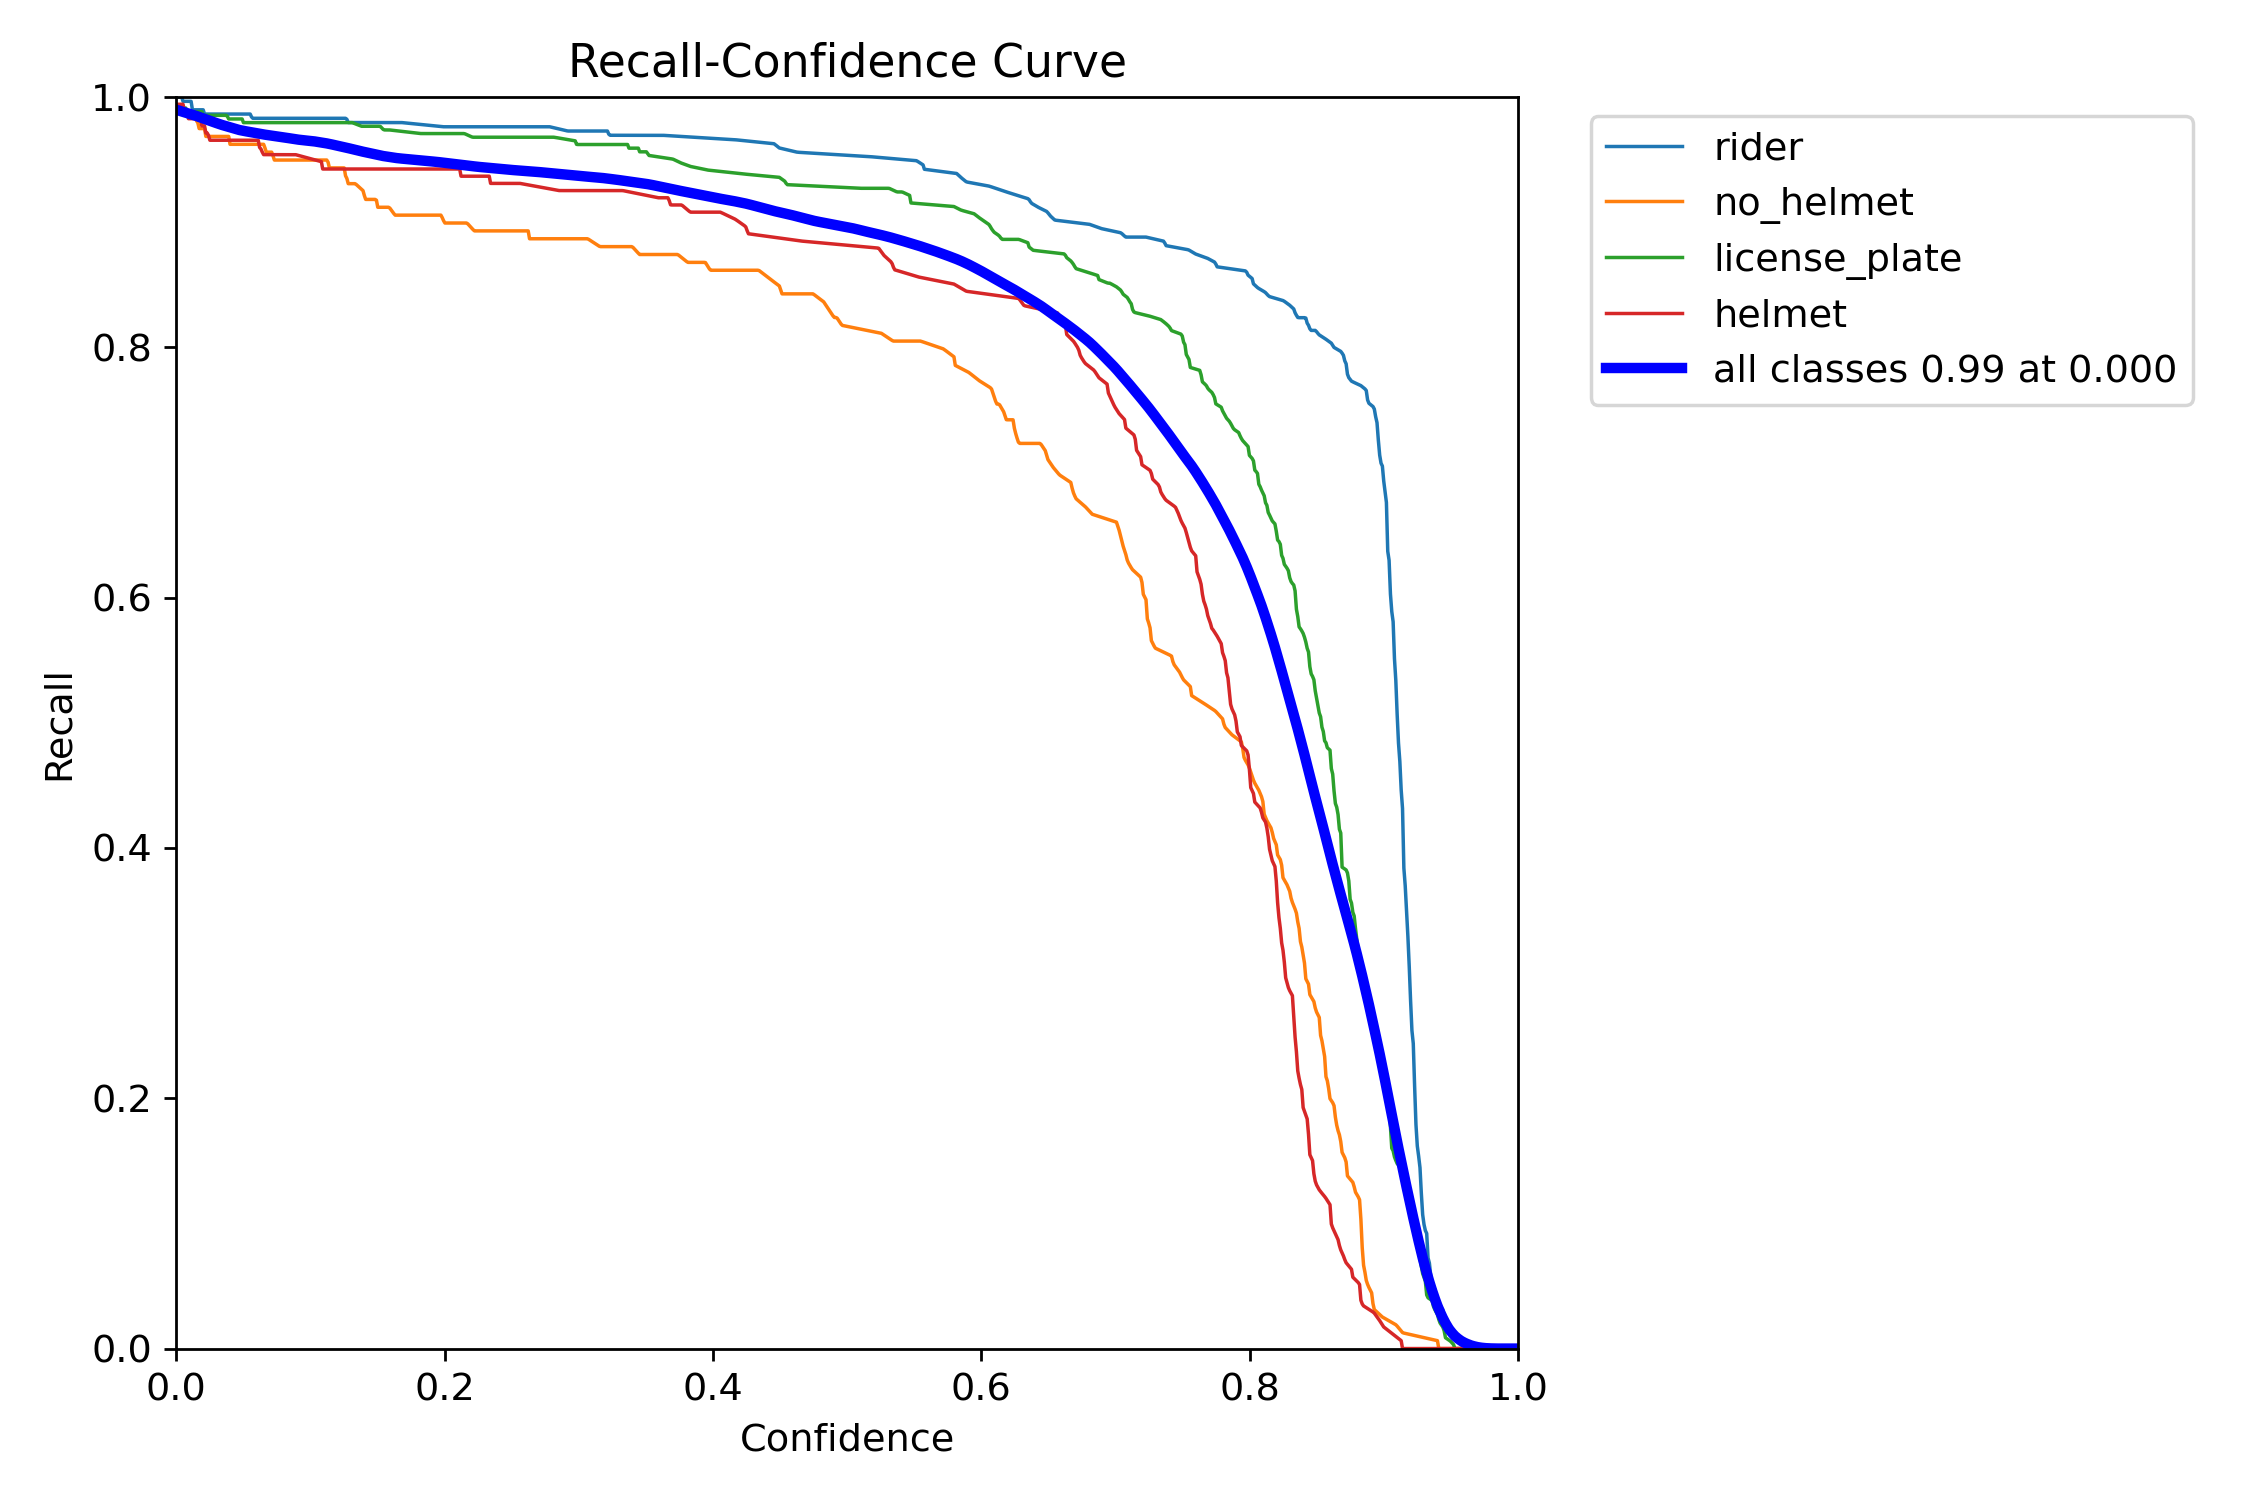 Recall-Confidence Curve
1.0
0.8
0.6
0.4
0.2
0.0
Recall
0.0 0.2 0.4 0.6 0.8 1.0
Confidence
rider
no_helmet
license_plate
helmet
all classes 0.99 at 0.000